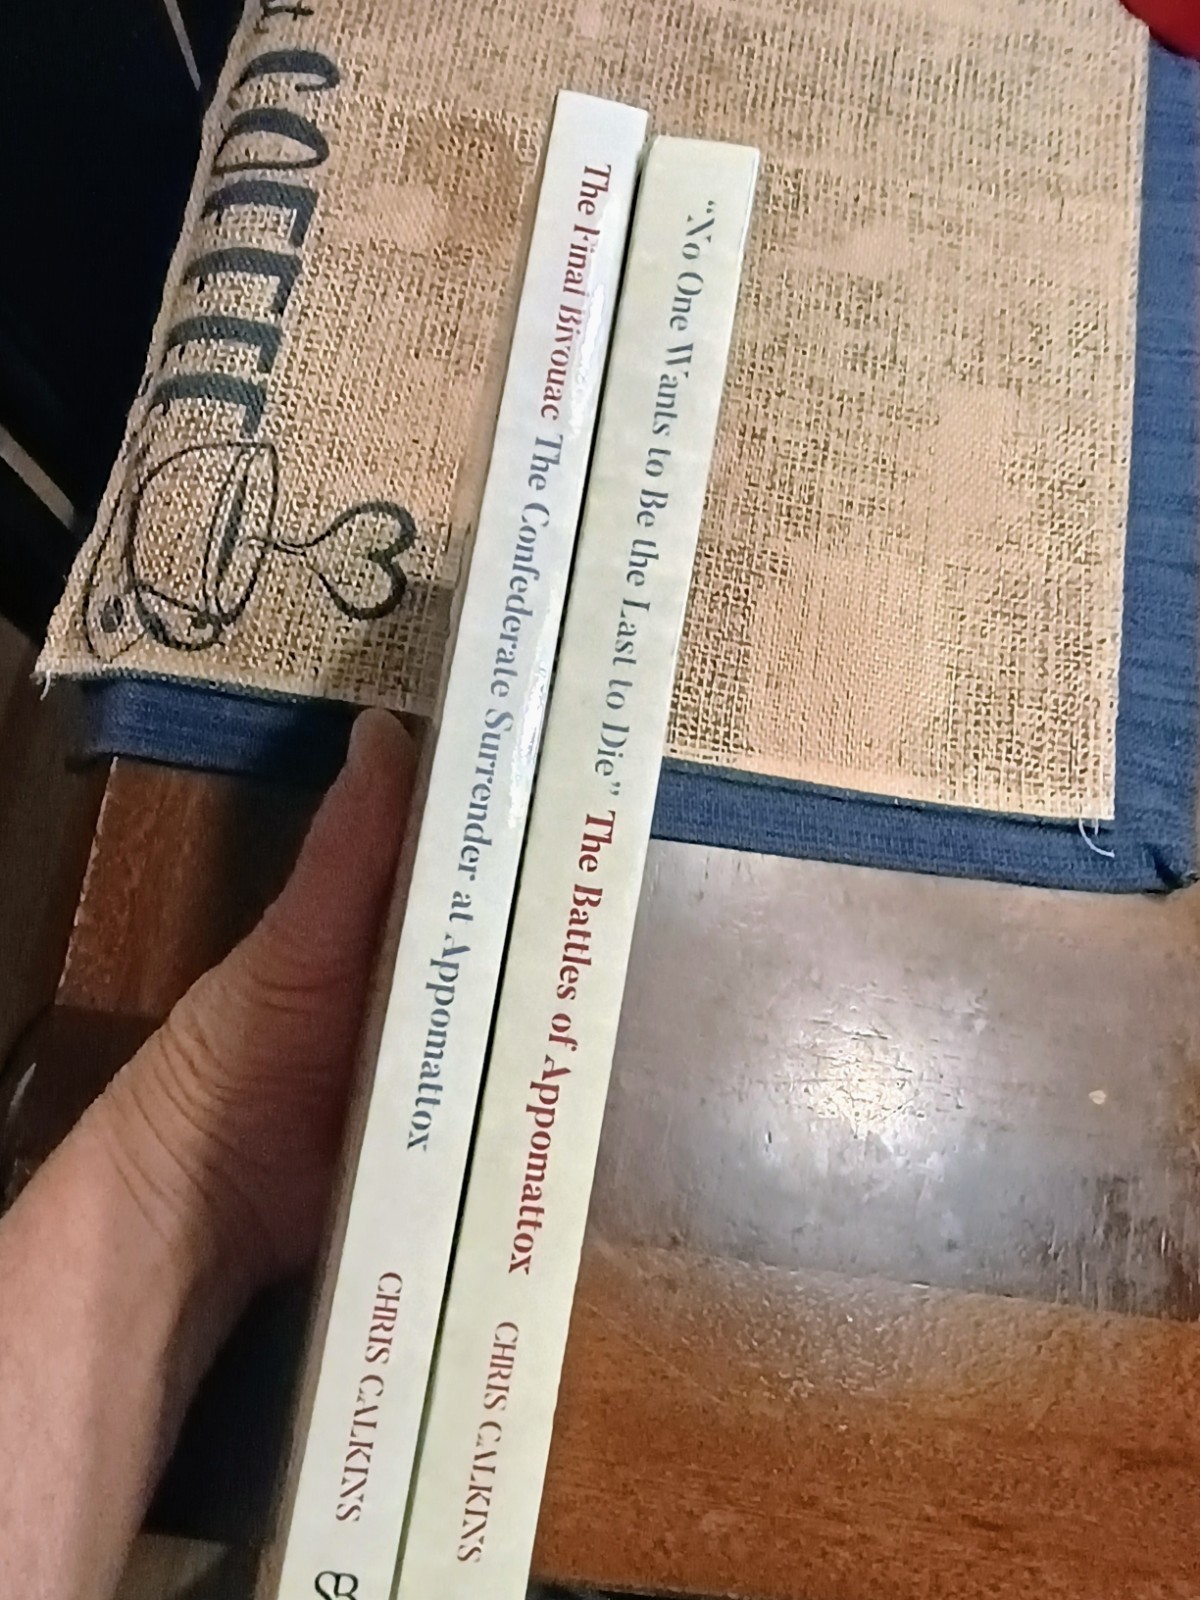 COFFEE
The Final Bivouac The Confederate Surrender at Appomattox CHRIS CALKINS
“No One Wants to Be the Last to Die” The Battles of Appomattox CHRIS CALKINS